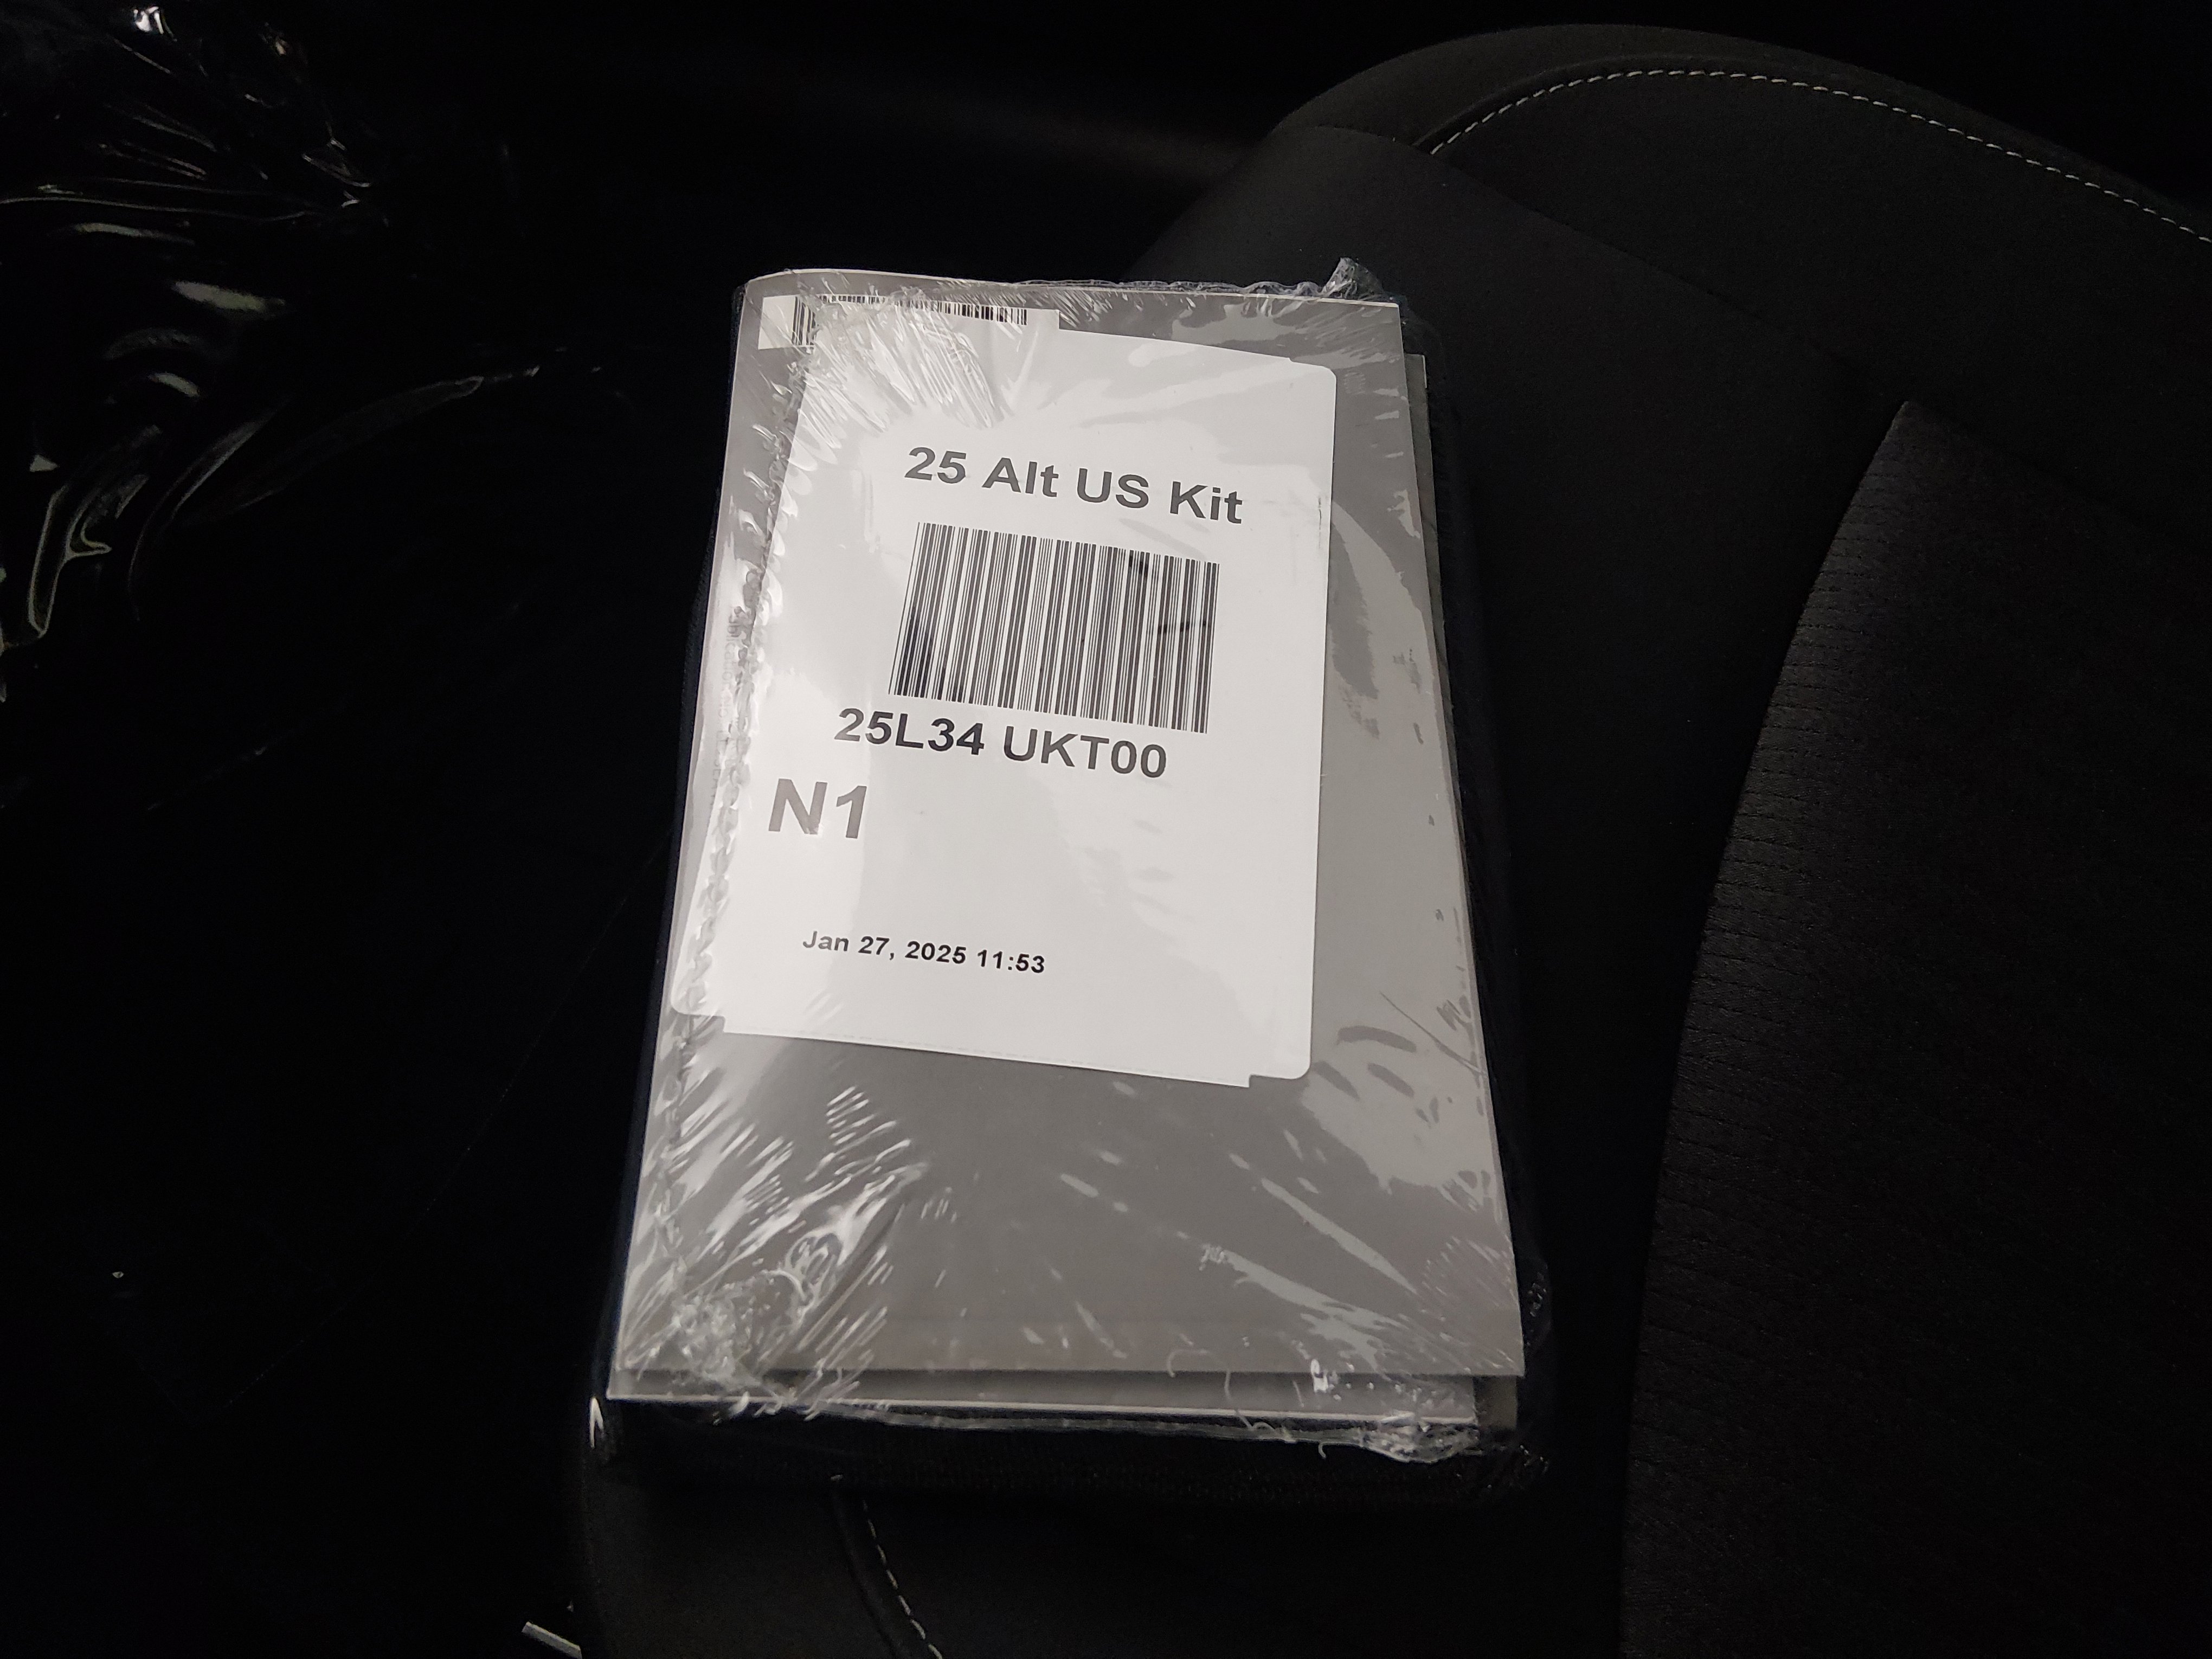 25 Alt US Kit
25L34 UKT00
N1
Jan 27, 2025 11:53